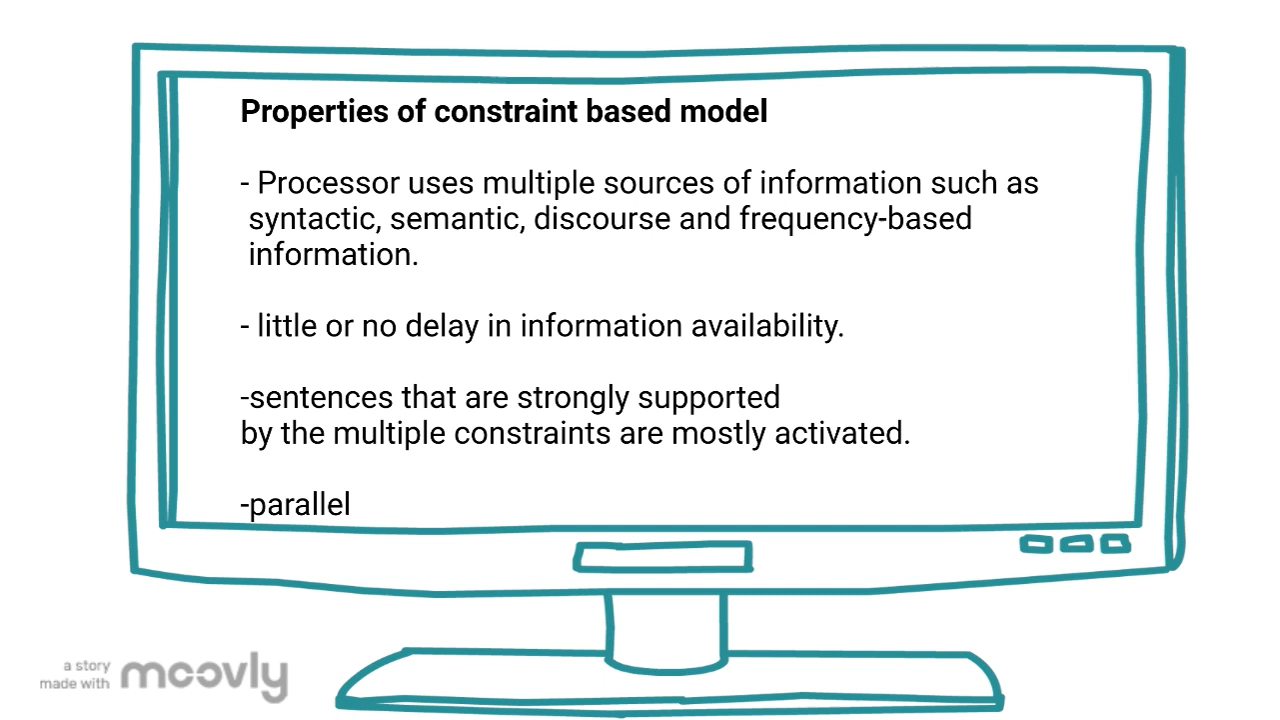 Properties of constraint based model
- Processor uses multiple sources of information such as
syntactic, semantic, discourse and frequency-based
information.
- little or no delay in information availability.
-sentences that are strongly supported
by the multiple constraints are mostly activated.
-parallel
a story
made with moovly